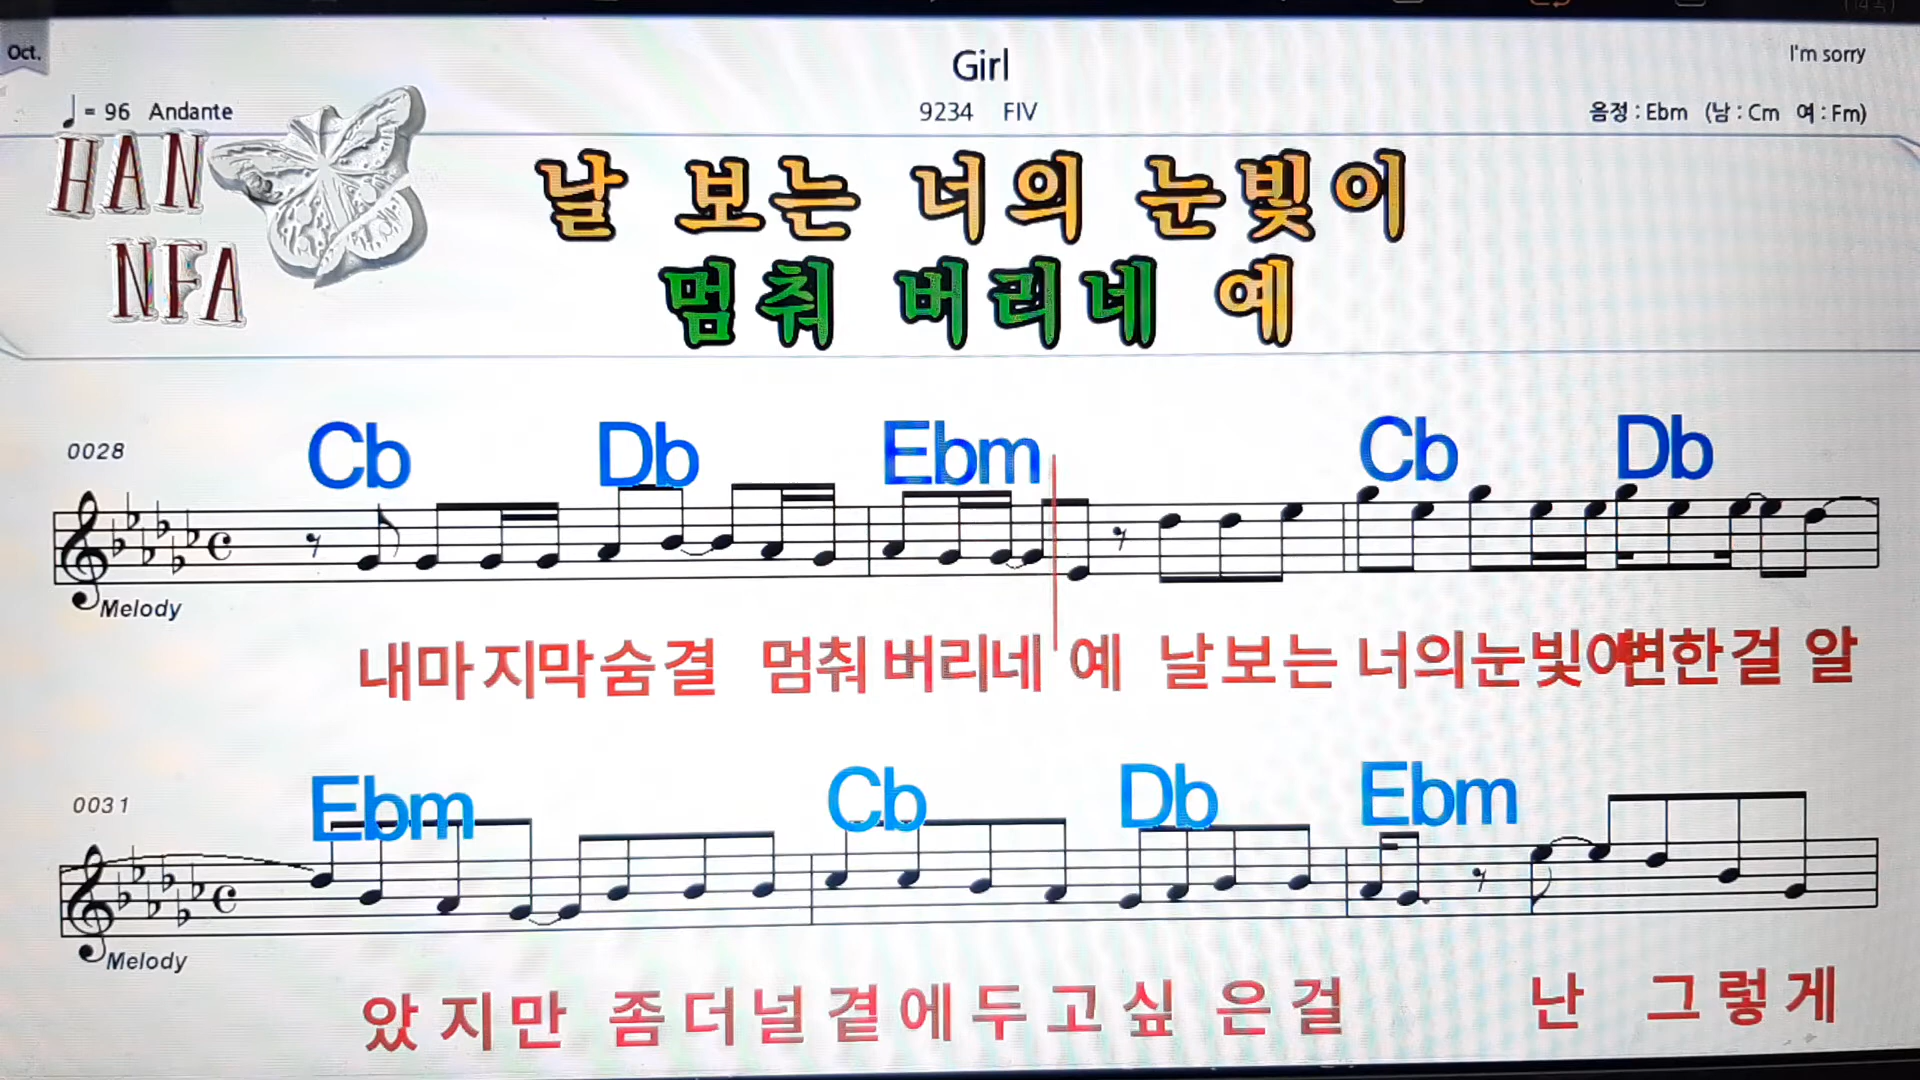 Oct.
Girl
I'm sorry
♩ = 96 Andante
9234 FIV
음정 : Ebm (남 : Cm 여 : Fm)
HAN
NFA
날 보는 너의 눈빛이
멈춰 버리네 예
0028
Cb Db Ebm Cb Db
Melody
내마지막숨결 멈춰버리네 예 날보는 너의눈빛이변한걸 알
0031
Ebm Cb Db Ebm
Melody
았지만 좀더널곁에두고싶은걸 난 그렇게